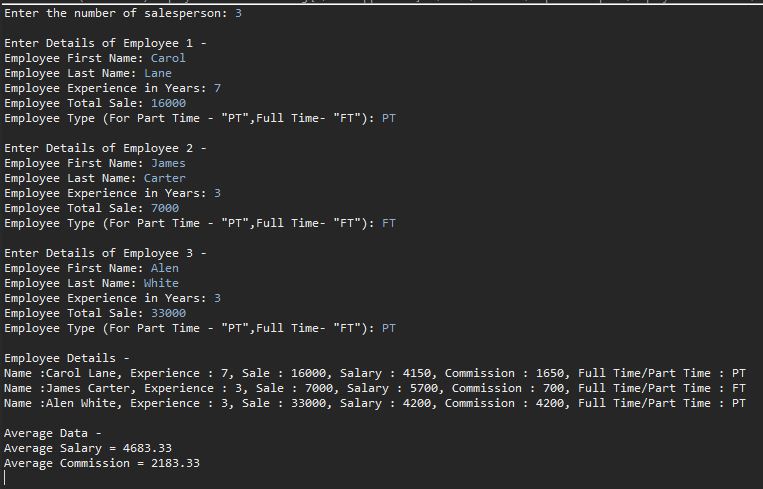 Enter the number of salesperson: 3
Enter Details of Employee 1 -
Employee First Name: Carol
Employee Last Name: Lane
Employee Experience in Years: 7
Employee Total Sale: 16000
Employee Type (For Part Time - "PT",Full Time- "FT"): PT
Enter Details of Employee 2 -
Employee First Name: James
Employee Last Name: Carter
Employee Experience in Years: 3
Employee Total Sale: 7000
Employee Type (For Part Time - "PT",Full Time- "FT"): FT
Enter Details of Employee 3 -
Employee First Name: Alen
Employee Last Name: White
Employee Experience in Years: 3
Employee Total Sale: 33000
Employee Type (For Part Time - "PT",Full Time- "FT"): PT
Employee Details -
Name :Carol Lane, Experience : 7, Sale : 16000, Salary : 4150, Commission : 1650, Full Time/Part Time : PT
Name :James Carter, Experience : 3, Sale : 7000, Salary : 5700, Commission : 700, Full Time/Part Time : FT
Name :Alen White, Experience : 3, Sale : 33000, Salary : 4200, Commission : 4200, Full Time/Part Time : PT
Average Data -
Average Salary = 4683.33
Average Commission = 2183.33